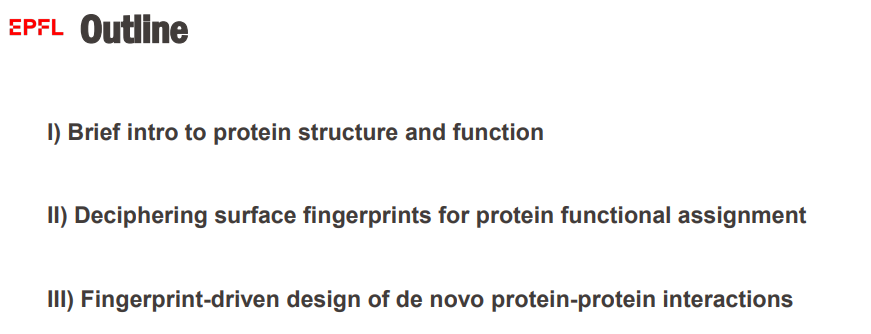 EPFL Outline
I) Brief intro to protein structure and function
II) Deciphering surface fingerprints for protein functional assignment
III) Fingerprint-driven design of de novo protein-protein interactions